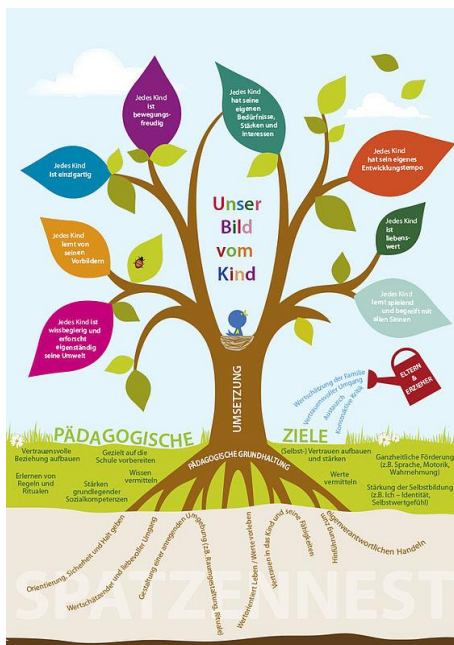 Jedes Kind
ist
bewegungs-
freudig
Jedes Kind
hat seine
eigenen
Bedürfnisse,
Stärken und
Interessen
Jedes Kind
ist einzigartig
Jedes Kind
hat sein eigenes
Entwicklungstempo
Jedes Kind
lernt von
seinen
Vorbildern
Unser
Bild
vom
Kind
Jedes Kind
ist
liebens-
wert
Jedes Kind ist
wissbegierig und
erforscht
eigenständig
seine Umwelt
Jedes Kind
lernt spielend
und begreift mit
allen Sinnen
UMSETZUNG
Wertschätzung der Familie
Vertrauensvoller Umgang
Austausch
Konstruktive Kritik
ELTERN
&
ERZIEHER
PÄDAGOGISCHE ZIELE
Vertrauensvolle
Beziehung aufbauen
Gezielt auf die
Schule vorbereiten
Erlernen von
Regeln und
Ritualen
Stärken
grundlegender
Sozialkompetenzen
Wissen
vermitteln
PÄDAGOGISCHE GRUNDHALTUNG
(Selbst-) Vertrauen aufbauen
und stärken
Werte
vermitteln
Ganzheitliche Förderung
(z.B. Sprache, Motorik,
Wahrnehmung)
Stärkung der Selbstbildung
(z.B. Ich – Identität,
Selbstwertgefühl)
Orientierung, Sicherheit und Halt geben
Wertschätzender und liebevoller Umgang
Gestaltung einer anregenden Umgebung (z.B. Raumgestaltung, Rituale)
Wertorientiert Leben / Werte vorleben
Vertrauen in das Kind und seine Fähigkeiten
Hinführung zum eigenverantwortlichen Handeln
SPATZENNEST